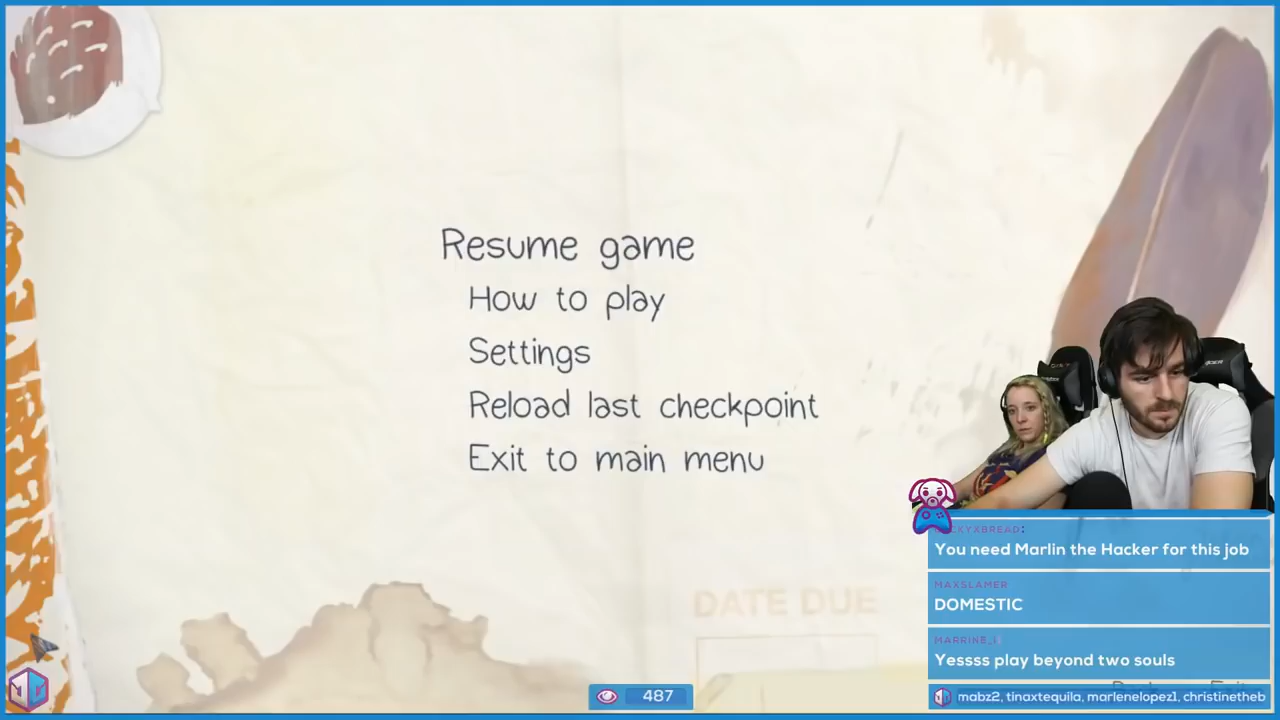 Resume game
How to play
Settings
Reload last checkpoint
Exit to main menu
DATE DUE
You need Marlin the Hacker for this job
MAXSLAMER
DOMESTIC
Yessss play beyond two souls
487
mabz2, tinaxtequila, marlenelopez1, christinetheb